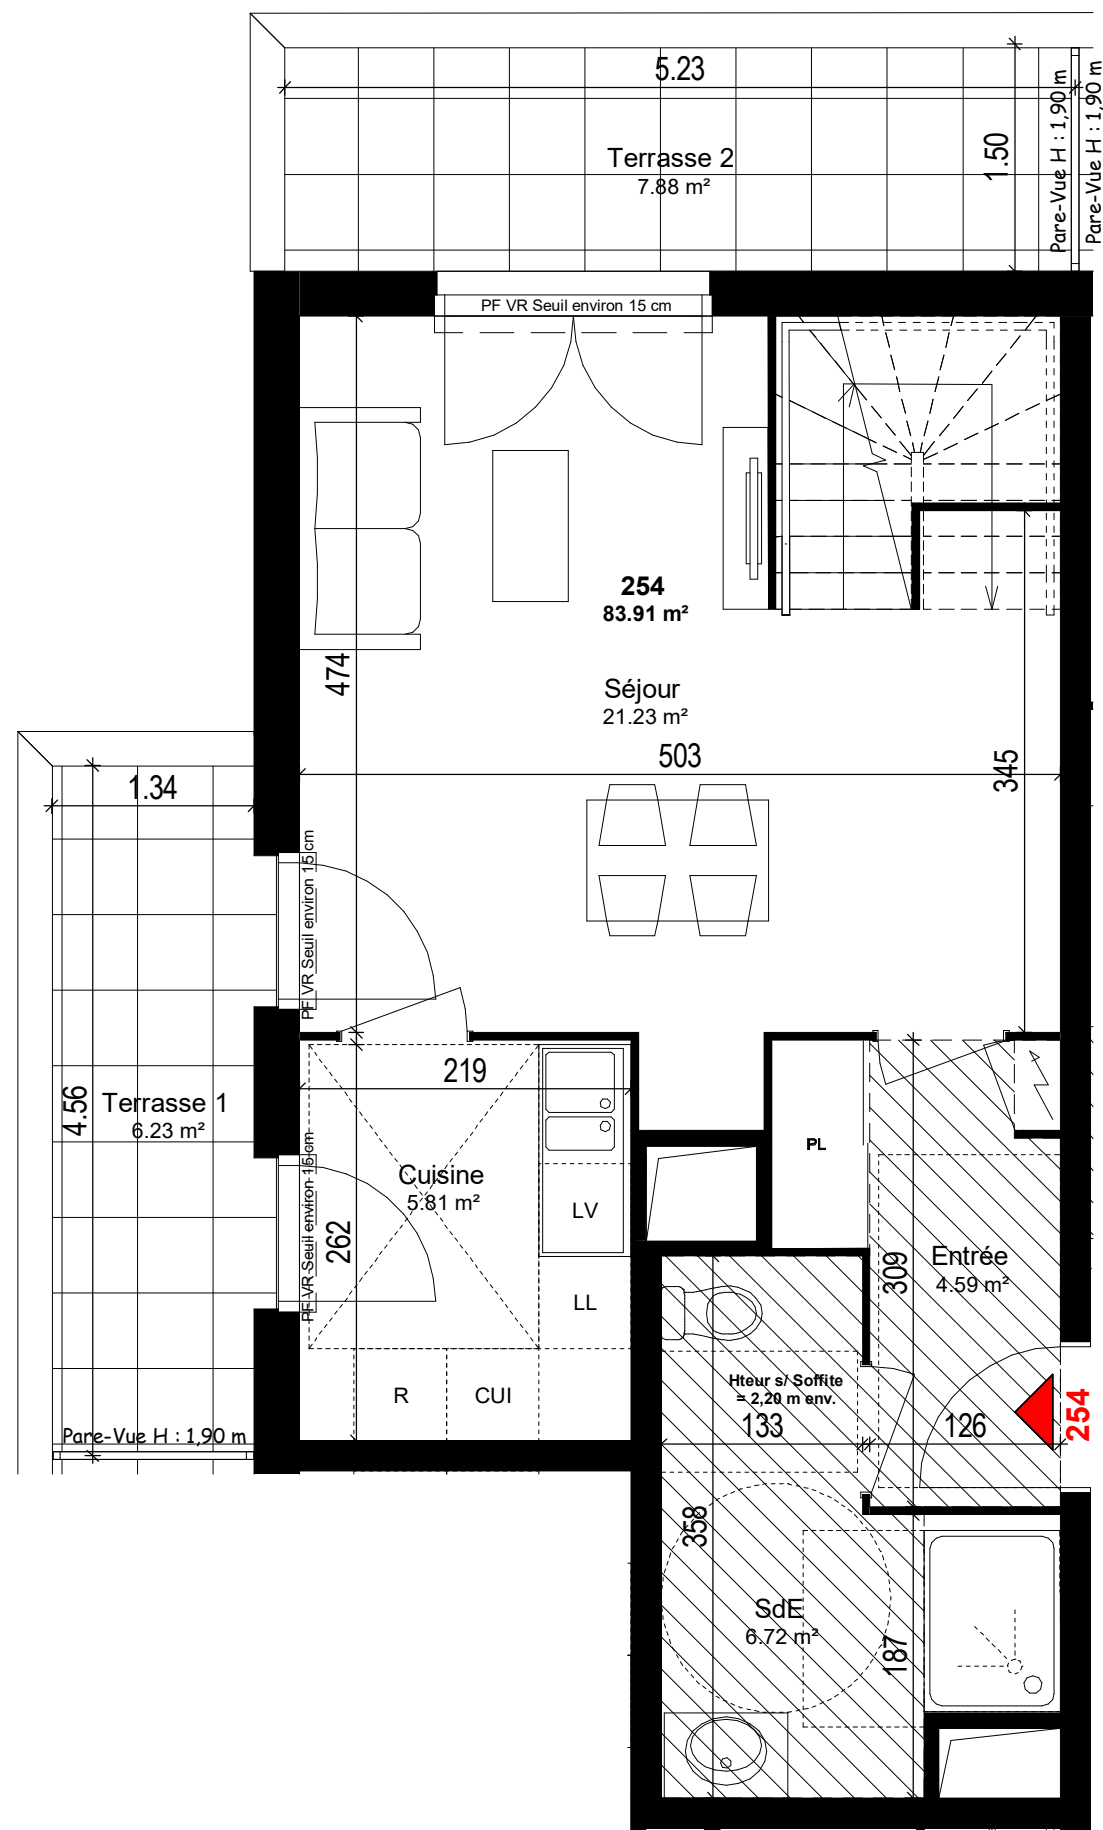 5.23
Terrasse 2
7.88 m²
1.50
Pare-Vue H : 1,90 m
Pare-Vue H : 1,90 m
PF VR Seuil environ 15 cm
254
83.91 m²
474
Séjour
21.23 m²
503
345
1.34
PF VR Seuil environ 15 cm
4.56
Terrasse 1
6.23 m²
219
Cuisine
5.81 m²
262
PF VR Seuil environ 15 cm
LV
LL
R
CUI
Pare-Vue H : 1,90 m
PL
309
Entrée
4.59 m²
Hteur s/ Soffite
= 2,20 m env.
133
126
254
358
SdE
6.72 m²
187